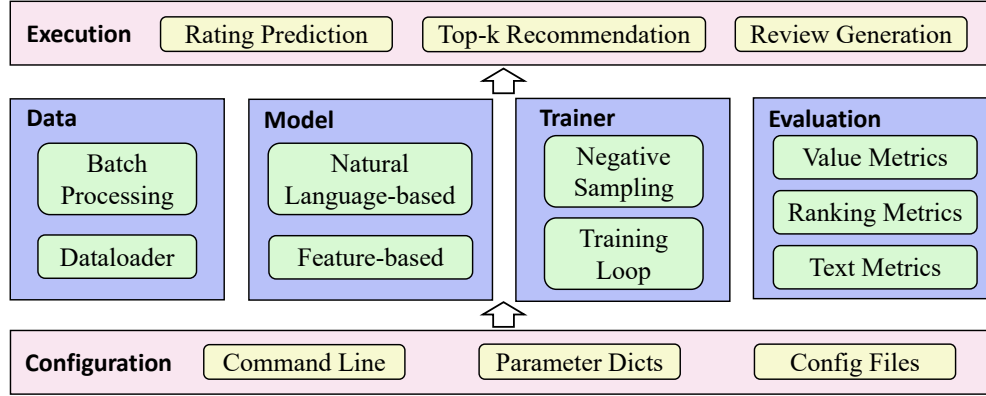 Execution Rating Prediction Top-k Recommendation Review Generation
Data
Batch
Processing
Dataloader
Model
Natural
Language-based
Feature-based
Trainer
Negative
Sampling
Training
Loop
Evaluation
Value Metrics
Ranking Metrics
Text Metrics
Configuration Command Line Parameter Dicts Config Files